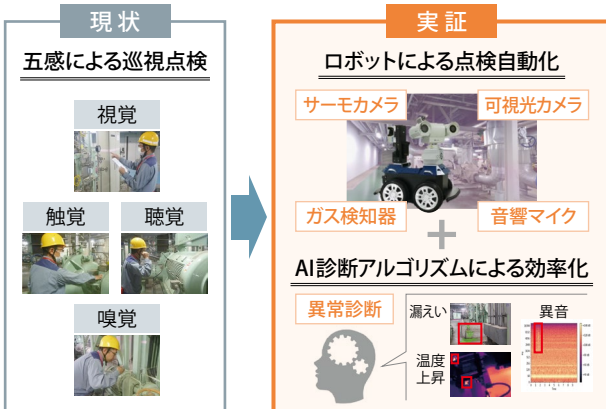 現状
五感による巡視点検
視覚
触覚
聴覚
嗅覚
実証
ロボットによる点検自動化
サーモカメラ
可視光カメラ
ガス検知器
音響マイク
+
AI診断アルゴリズムによる効率化
異常診断
漏えい
異音
温度
上昇